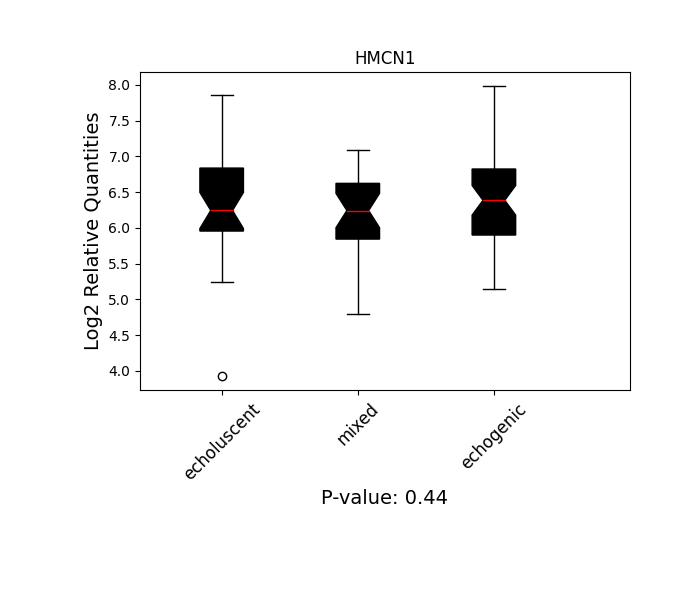 HMCN1
Log2 Relative Quantities
8.0
7.5
7.0
6.5
6.0
5.5
5.0
4.5
4.0
echoluscent
mixed
echogenic
P-value: 0.44